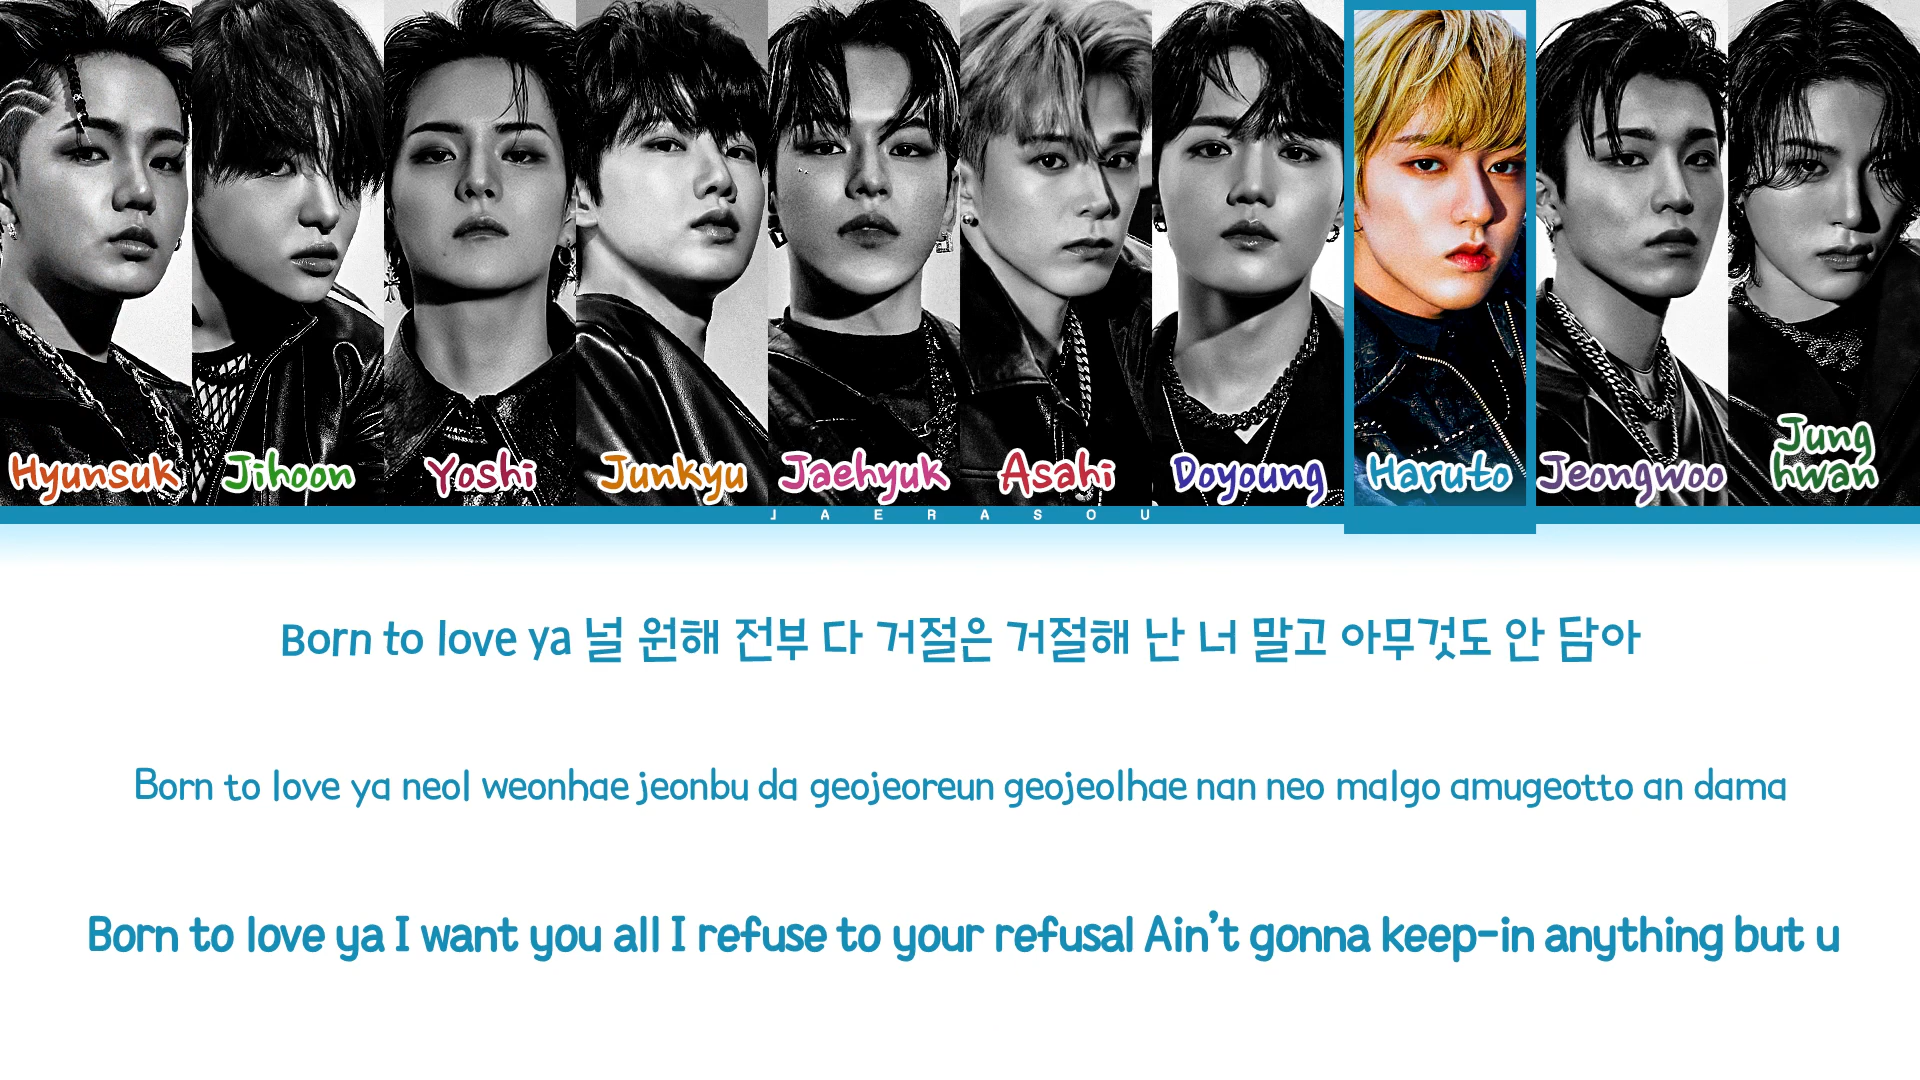 Hyunsuk Jihoon Yoshi Junkyu Jaehyuk Asahi Doyoung Haruto Jeongwoo Jung
hwan
JAERASOU
Born to love ya 널 원해 전부 다 거절은 거절해 난 너 말고 아무것도 안 담아
Born to love ya neol weonhae jeonbu da geojeoreun geojeolhae nan neo malgo amugeotto an dama
Born to love ya I want you all I refuse to your refusal Ain't gonna keep-in anything but u